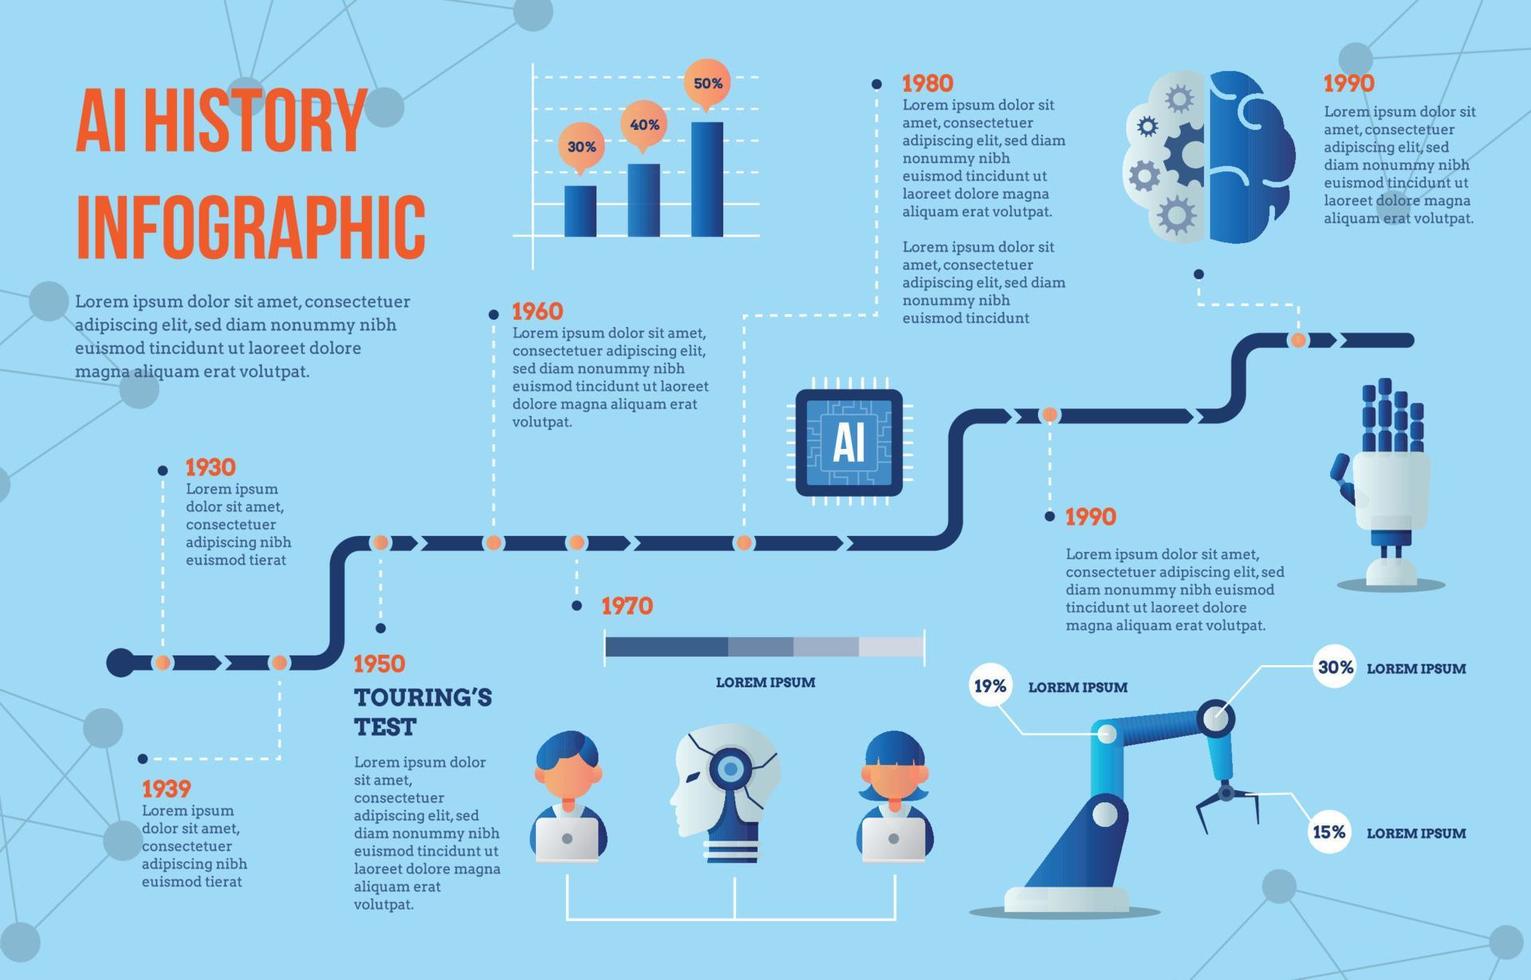 AI HISTORY
INFOGRAPHIC
Lorem ipsum dolor sit amet, consectetuer
adipiscing elit, sed diam nonummy nibh
euismod tincidunt ut laoreet dolore
magna aliquam erat volutpat.
30%
40%
50%
1930
Lorem ipsum
dolor sit amet,
consectetuer
adipiscing nibh
euismod tierat
1939
Lorem ipsum
dolor sit amet,
consectetuer
adipiscing nibh
euismod tierat
1950
TOURING'S
TEST
Lorem ipsum dolor
sit amet,
consectetuer
adipiscing elit, sed
diam nonummy nibh
euismod tincidunt ut
laoreet dolore magna
aliquam erat
volutpat.
1960
Lorem ipsum dolor sit amet,
consectetuer adipiscing elit,
sed diam nonummy nibh
euismod tincidunt ut laoreet
dolore magna aliquam erat
volutpat.
1970
LOREM IPSUM
1980
Lorem ipsum dolor sit
amet, consectetuer
adipiscing elit, sed diam
nonummy nibh
euismod tincidunt ut
laoreet dolore magna
aliquam erat volutpat.
Lorem ipsum dolor sit
amet, consectetuer
adipiscing elit, sed diam
nonummy nibh
euismod tincidunt
AI
1990
Lorem ipsum dolor sit amet,
consectetuer adipiscing elit, sed
diam nonummy nibh euismod
tincidunt ut laoreet dolore
magna aliquam erat volutpat.
1990
Lorem ipsum dolor sit
amet, consectetuer
adipiscing elit, sed
diam nonummy nibh
euismod tincidunt ut
laoreet dolore magna
aliquam erat volutpat.
19% LOREM IPSUM
30% LOREM IPSUM
15% LOREM IPSUM